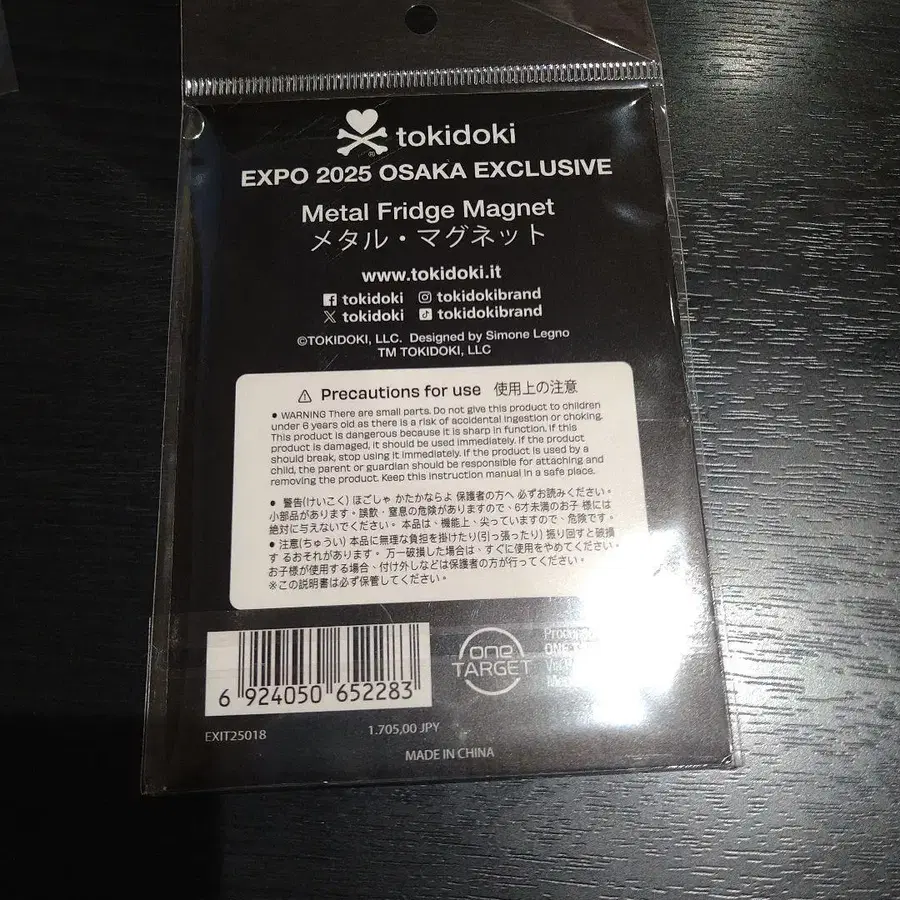 tokidoki
EXPO 2025 OSAKA EXCLUSIVE
Metal Fridge Magnet
メタル・マグネット
www.tokidoki.it
tokidoki tokidokibrand
tokidoki tokidokibrand
©TOKIDOKI, LLC. Designed by Simone Legno
TM TOKIDOKI, LLC
Precautions for use 使用上の注意
● WARNING There are small parts. Do not give this product to children
under 6 years old as there is a risk of accidental ingestion or choking.
This product is dangerous because it is sharp in function. if this
product is damaged, it should be used immediately. if the product
should break, stop using it immediately. if the product is used by a
child, the parent or guardian should be responsible for attaching and
removing the product. Keep this instruction manual in a safe place.
● 警告(けいこく) ほごしゃ かたかならよ 保護者の方へ 必ずお読みください。
小部品があります。誤飲・窒息の危険がありますので、6才未満のお子 様には
絶対に与えないでください。 本品は、機能上、尖っていますので、危険です。
● 注意(ちゅうい) 本品に無理な負担を掛けたり(引っ張ったり) 振り回すと破損
す るおそれがあります。 万一破損した場合は、すぐに使用をやめてください。
お子様が使用する場合、付け外しなどは保護者の方が行ってください。
※この説明書は必ず保管してください。
6 924050 652283
one
TARGET
EXIT25018
1.705,00 JPY
MADE IN CHINA